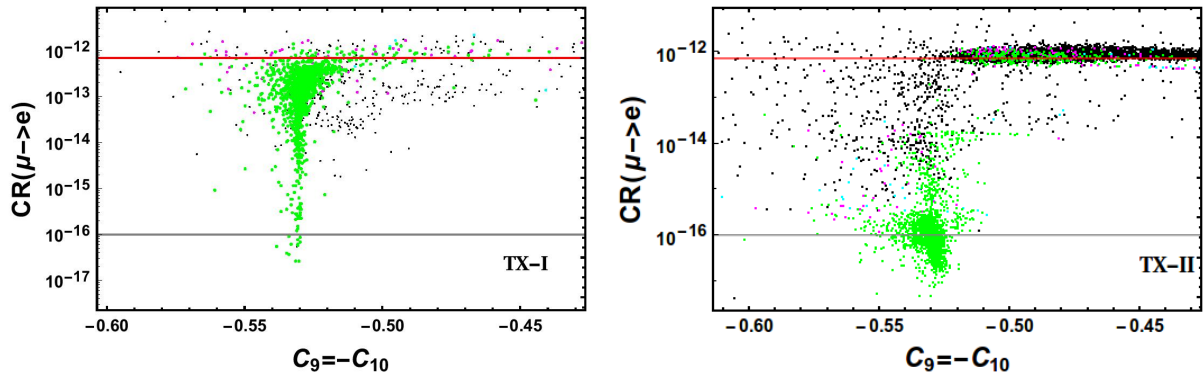 CR(μ->e)
10⁻¹²
10⁻¹³
10⁻¹⁴
10⁻¹⁵
10⁻¹⁶
10⁻¹⁷
TX-I
-0.60
-0.55
-0.50
-0.45
C₉=-C₁₀
CR(μ->e)
10⁻¹²
10⁻¹⁴
10⁻¹⁶
TX-II
-0.60
-0.55
-0.50
-0.45
C₉=-C₁₀